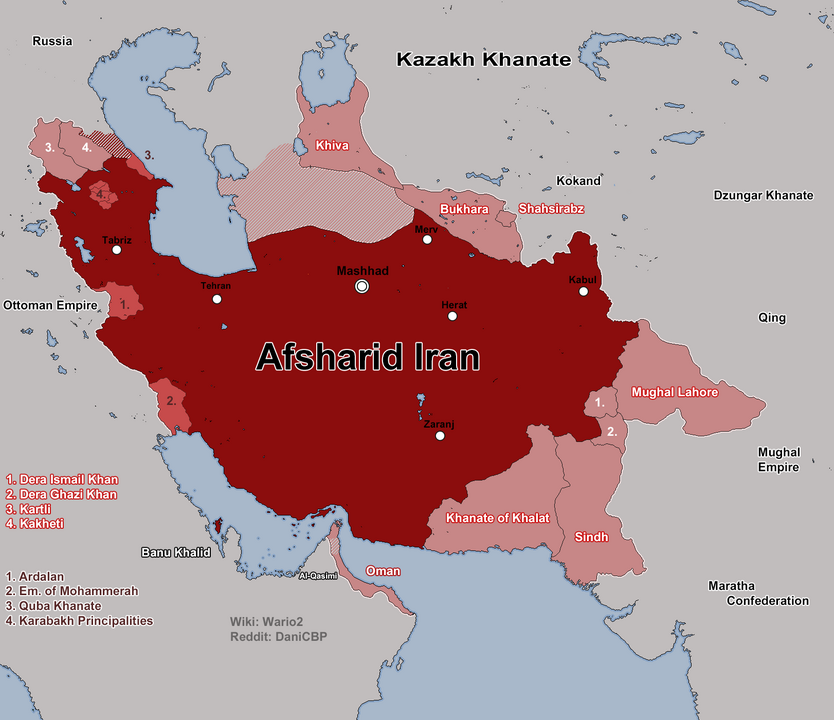 Russia
Kazakh Khanate
3.
4.
3.
Khiva
Kokand
Dzungar Khanate
4.
Bukhara
Shahsirabz
Tabriz
Merv
Mashhad
Tehran
Kabul
Ottoman Empire
1.
Herat
Qing
Afsharid Iran
Mughal Lahore
2.
1.
Zaranj
2.
Mughal
Empire
1. Dera Ismail Khan
2. Dera Ghazi Khan
3. Kartli
4. Kakheti
Khanate of Khalat
Sindh
Banu Khalid
Al-Qasimi
Oman
1. Ardalan
2. Em. of Mohammerah
3. Quba Khanate
4. Karabakh Principalities
Maratha
Confederation
Wiki: Wario2
Reddit: DaniCBP